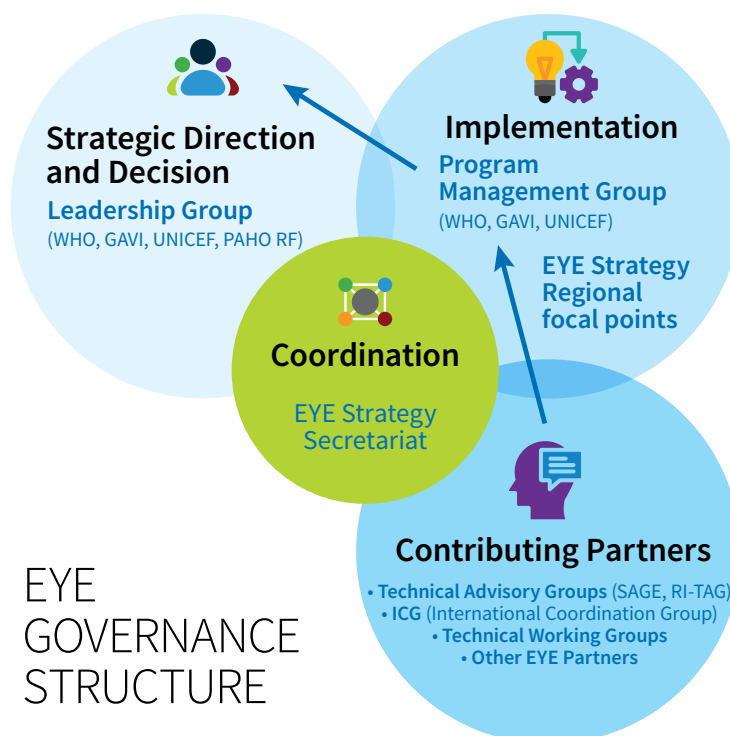 Strategic Direction
and Decision
Leadership Group
(WHO, GAVI, UNICEF, PAHO RF)
Implementation
Program
Management Group
(WHO, GAVI, UNICEF)
EYE Strategy
Regional
focal points
Coordination
EYE Strategy
Secretariat
Contributing Partners
• Technical Advisory Groups (SAGE, RI-TAG)
• ICG (International Coordination Group)
• Technical Working Groups
• Other EYE Partners
EYE
GOVERNANCE
STRUCTURE